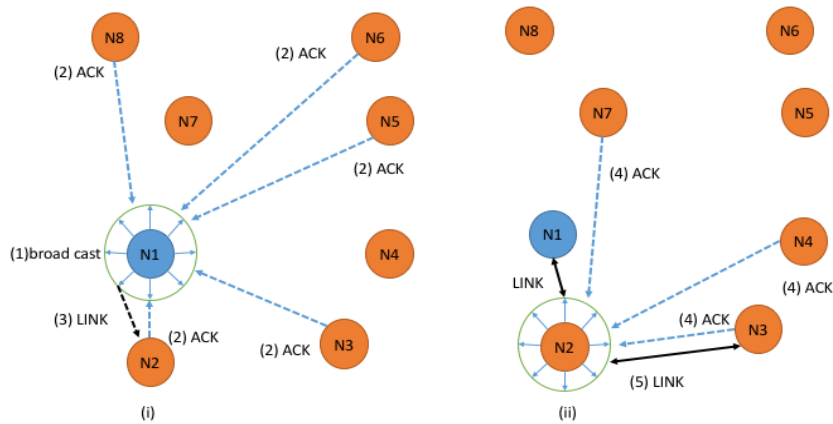 N8
N6
(2) ACK
(2) ACK
N7
N5
(2) ACK
(1)broad cast
N1
N4
(3) LINK
(2) ACK
N2
(2) ACK
N3
(i)
N8
N6
N7
N5
(4) ACK
N1
N4
LINK
(4) ACK
(4) ACK
N3
N2
(5) LINK
(ii)